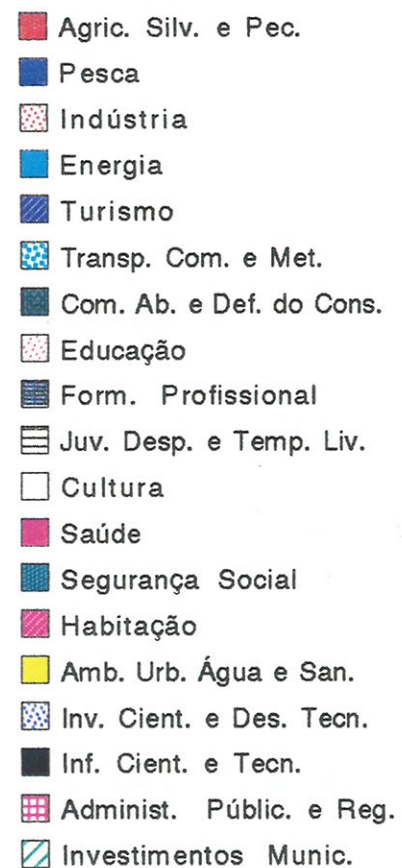 Agric. Silv. e Pec.
Pesca
Indústria
Energia
Turismo
Transp. Com. e Met.
Com. Ab. e Def. do Cons.
Educação
Form. Profissional
Juv. Desp. e Temp. Liv.
Cultura
Saúde
Segurança Social
Habitação
Amb. Urb. Água e San.
Inv. Cient. e Des. Tecn.
Inf. Cient. e Tecn.
Administ. Públic. e Reg.
Investimentos Munic.